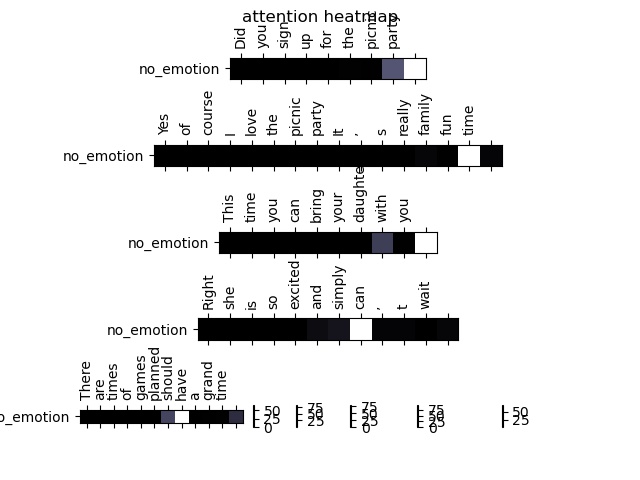 attention heatmap
Did you sign up for the picnic party
no_emotion
Yes of course I love the picnic party It ' s really family fun time
no_emotion
This time you can bring your daughte with you
no_emotion
Right she is so excited and simply can ' t wait
no_emotion
There are times of games planned should have a grand time
no_emotion
50 25 0
75 50 25
75 50 25 0
75 50 25 0
50 25